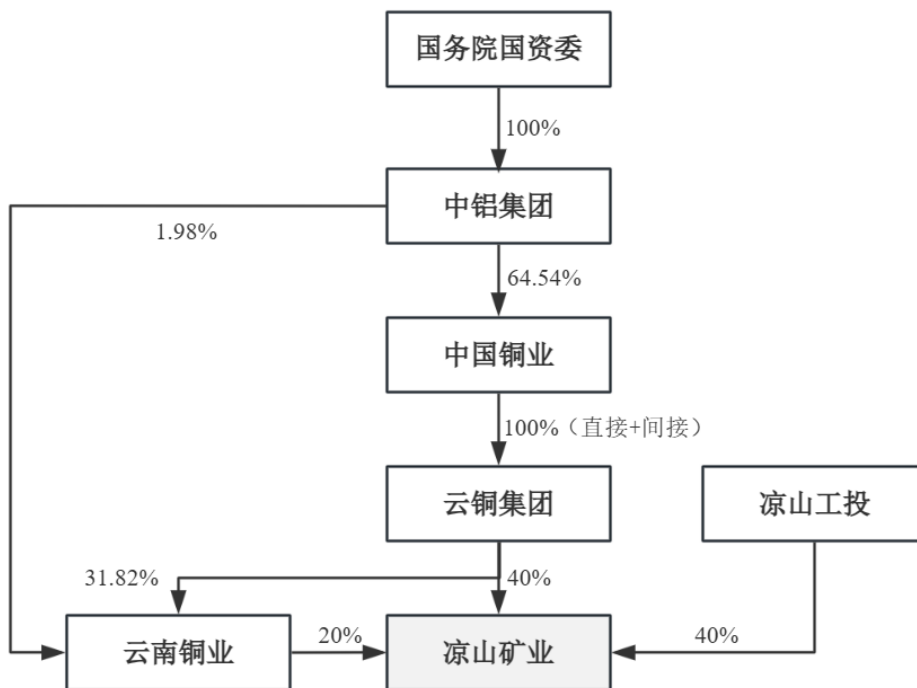 国务院国资委
100%
中铝集团
1.98%
64.54%
中国铜业
100%（直接+间接）
云铜集团
凉山工投
31.82%
40%
云南铜业
20%
凉山矿业
40%